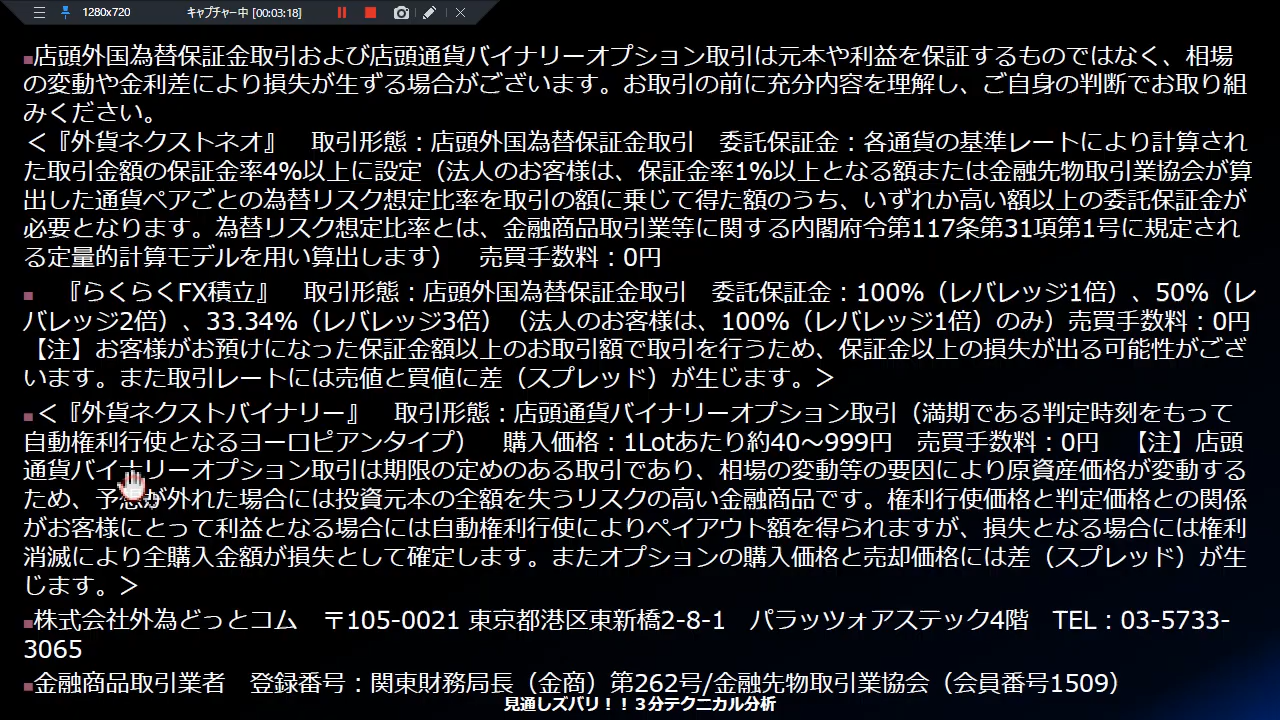 1280x720 キャプチャー中 [00:03:18]
■店頭外国為替保証金取引および店頭通貨バイナリーオプション取引は元本や利益を保証するものではなく、相場
の変動や金利差により損失が生ずる場合がございます。お取引の前に充分内容を理解し、ご自身の判断でお取り組
みください。
＜『外貨ネクストネオ』　取引形態：店頭外国為替保証金取引　委託保証金：各通貨の基準レートにより計算され
た取引金額の保証金率4%以上に設定（法人のお客様は、保証金率1%以上となる額または金融先物取引業協会が算
出した通貨ペアごとの為替リスク想定比率を取引の額に乗じて得た額のうち、いずれか高い額以上の委託保証金が
必要となります。為替リスク想定比率とは、金融商品取引業等に関する内閣府令第117条第31項第1号に規定され
る定量的計算モデルを用い算出します）　売買手数料：0円
■　『らくらくFX積立』　取引形態：店頭外国為替保証金取引　委託保証金：100%（レバレッジ1倍）、50%（レ
バレッジ2倍）、33.34%（レバレッジ3倍）（法人のお客様は、100%（レバレッジ1倍）のみ）売買手数料：0円
【注】お客様がお預けになった保証金額以上のお取引額で取引を行うため、保証金以上の損失が出る可能性がござ
います。また取引レートには売値と買値に差（スプレッド）が生じます。＞
■＜『外貨ネクストバイナリー』　取引形態：店頭通貨バイナリーオプション取引（満期である判定時刻をもって
自動権利行使となるヨーロピアンタイプ）　購入価格：1Lotあたり約40～999円　売買手数料：0円　【注】店頭
通貨バイナリーオプション取引は期限の定めのある取引であり、相場の変動等の要因により原資産価格が変動する
ため、予想が外れた場合には投資元本の全額を失うリスクの高い金融商品です。権利行使価格と判定価格との関係
がお客様にとって利益となる場合には自動権利行使によりペイアウト額を得られますが、損失となる場合には権利
消滅により全購入金額が損失として確定します。またオプションの購入価格と売却価格には差（スプレッド）が生
じます。＞
■株式会社外為どっとコム　〒105-0021 東京都港区東新橋2-8-1　パラッツォアステック4階　TEL：03-5733-
3065
■金融商品取引業者　登録番号：関東財務局長（金商）第262号/金融先物取引業協会（会員番号1509）
見通しズバリ！！３分テクニカル分析